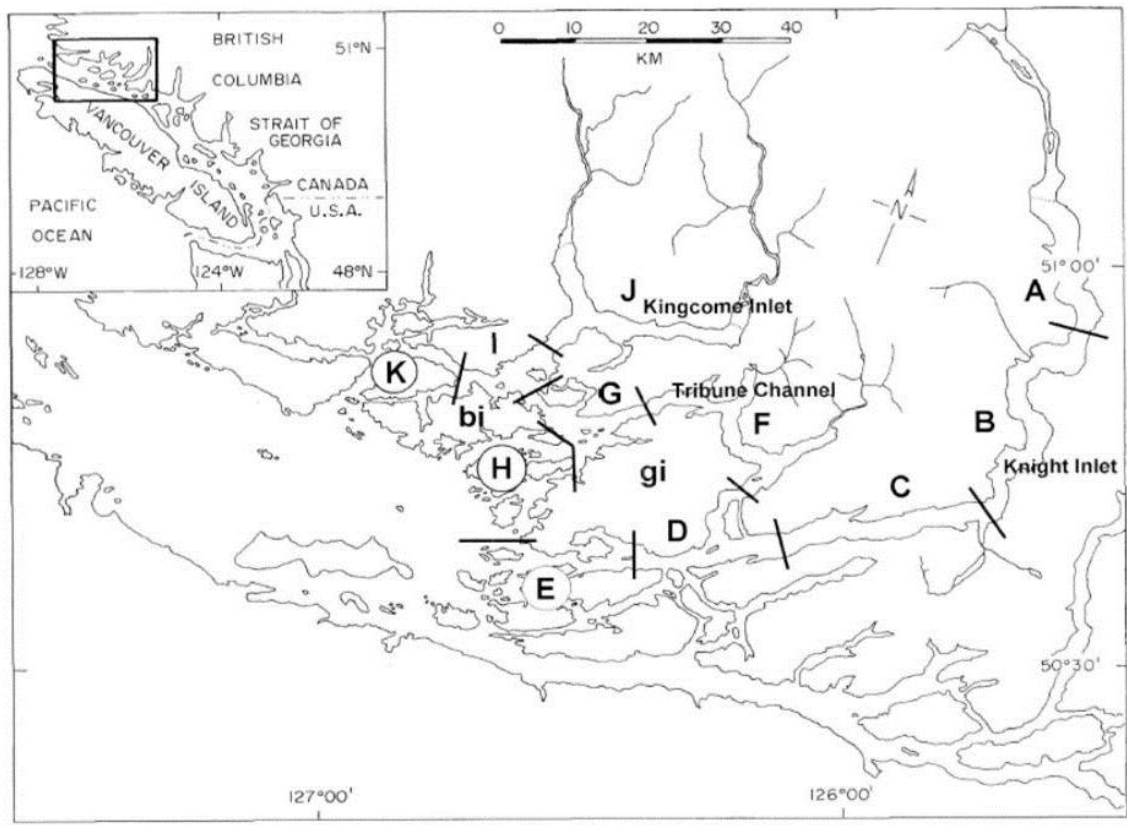 BRITISH
COLUMBIA
51°N
VANCOUVER
ISLAND
STRAIT OF
GEORGIA
CANADA
U.S.A.
PACIFIC
OCEAN
128°W
124°W
48°N
0 10 20 30 40
KM
N
51°00'
A
J
Kingcome Inlet
I
K
G
Tribune Channel
bi
F
B
H
gi
Knight Inlet
C
D
E
50°30'
127°00'
126°00'